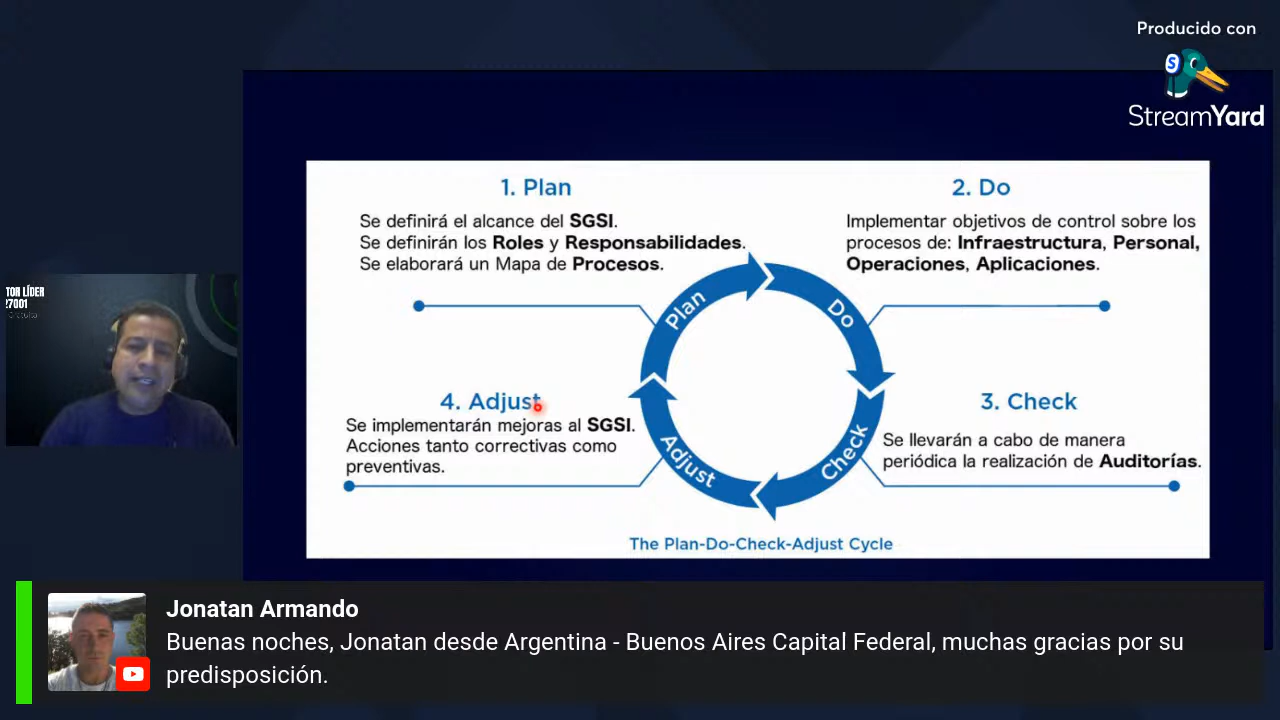 Producido con
StreamYard
1. Plan
Se definirá el alcance del SGSI.
Se definirán los Roles y Responsabilidades.
Se elaborará un Mapa de Procesos.
2. Do
Implementar objetivos de control sobre los
procesos de: Infraestructura, Personal,
Operaciones, Aplicaciones.
Plan
Do
Check
Adjust
4. Adjust
Se implementarán mejoras al SGSI.
Acciones tanto correctivas como
preventivas.
3. Check
Se llevarán a cabo de manera
periódica la realización de Auditorías.
The Plan-Do-Check-Adjust Cycle
TOR LÍDER
27001
Gratuita
Jonatan Armando
Buenas noches, Jonatan desde Argentina - Buenos Aires Capital Federal, muchas gracias por su
predisposición.